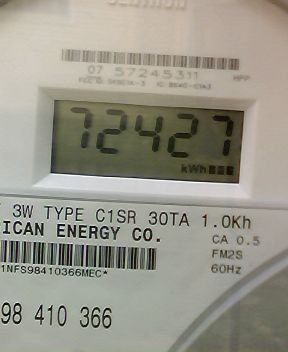 07 57245311 HPP
72427
kWh
3W TYPE C1SR 30TA 1.0Kh
ICAN ENERGY CO.
CA 0.5
FM2S
60Hz
1NFS98410366MEC*
98 410 366